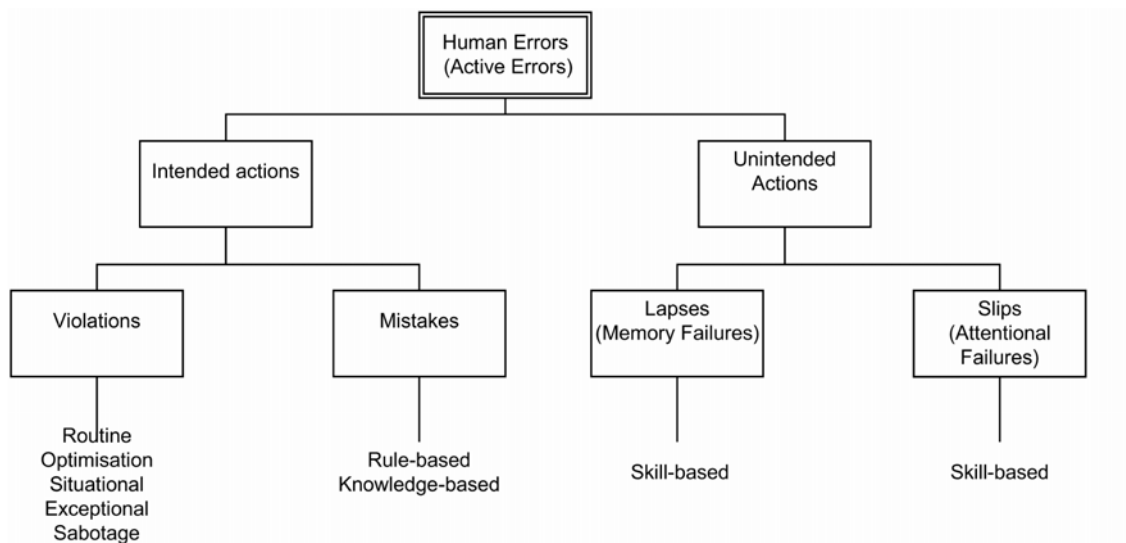 Human Errors
(Active Errors)
Intended actions
Unintended
Actions
Violations
Mistakes
Lapses
(Memory Failures)
Slips
(Attentional
Failures)
Routine
Optimisation
Situational
Exceptional
Sabotage
Rule-based
Knowledge-based
Skill-based
Skill-based